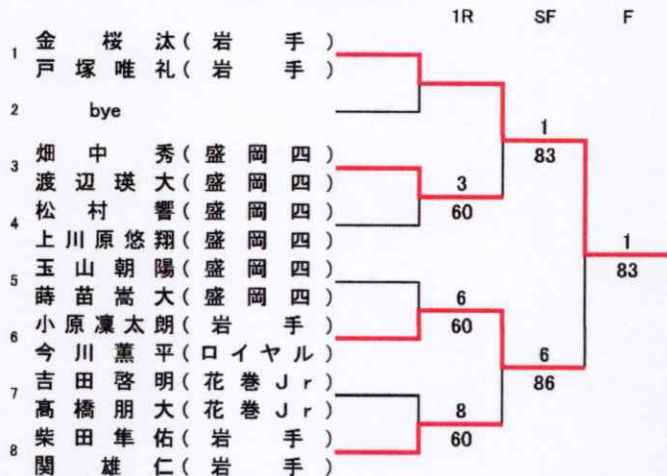 1R SF F
1 金 桜 汰 ( 岩 手 )
戸 塚 唯 礼 ( 岩 手 )
2 bye
畑 中 秀 ( 盛 岡 四 )
3
渡 辺 瑛 大 ( 盛 岡 四 )
松 村 響 ( 盛 岡 四 )
4
上 川 原 悠 翔 ( 盛 岡 四 )
玉 山 朝 陽 ( 盛 岡 四 )
5
蒔 苗 嵩 大 ( 盛 岡 四 )
小 原 凜 太 朗 ( 岩 手 )
6
今 川 薫 平 ( ロ イ ヤ ル )
吉 田 啓 明 ( 花 巻 J r )
7
髙 橋 朋 大 ( 花 巻 J r )
柴 田 隼 佑 ( 岩 手 )
8
関 雄 仁 ( 岩 手 )
3
60
6
60
8
60
1
83
6
86
1
83